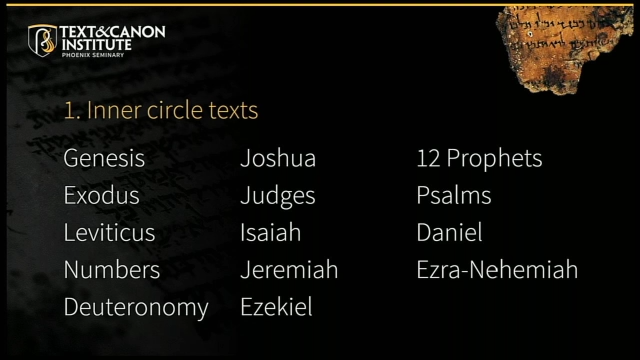 TEXT&CANON
INSTITUTE
PHOENIX SEMINARY
1. Inner circle texts
Genesis
Exodus
Leviticus
Numbers
Deuteronomy
Joshua
Judges
Isaiah
Jeremiah
Ezekiel
12 Prophets
Psalms
Daniel
Ezra-Nehemiah